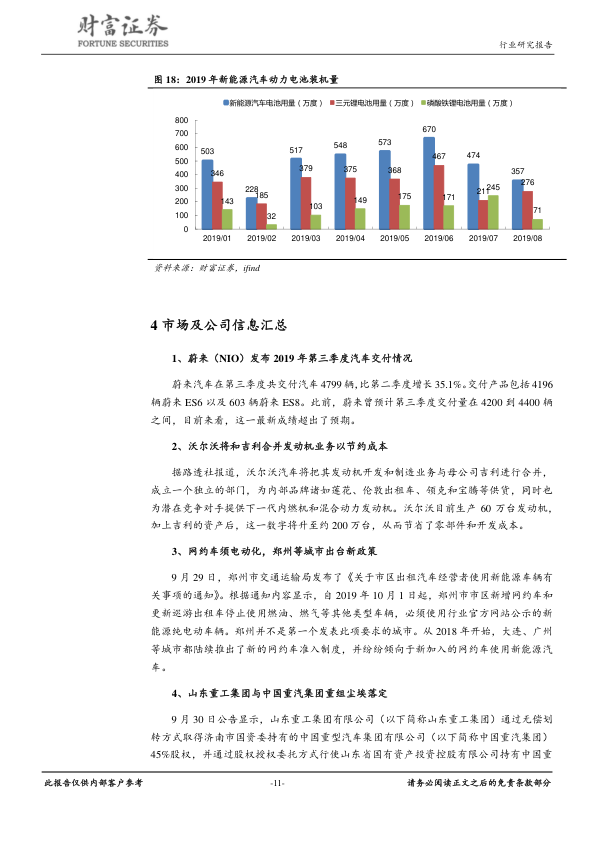 财富证券
FORTUNE SECURITIES
行业研究报告
图 18：2019 年新能源汽车动力电池装机量
新能源汽车电池用量（万度） 三元锂电池用量（万度） 磷酸铁锂电池用量（万度）
800
700
600
500
400
300
200
100
0
503 346 143
228 185 32
517 379 103
548 375 149
573 368 175
670 467 171
474 211 245
357 276 71
2019/01 2019/02 2019/03 2019/04 2019/05 2019/06 2019/07 2019/08
资料来源：财富证券，ifind
4 市场及公司信息汇总
1、蔚来（NIO）发布 2019 年第三季度汽车交付情况
蔚来汽车在第三季度共交付汽车 4799 辆，比第二季度增长 35.1%。交付产品包括 4196
辆蔚来 ES6 以及 603 辆蔚来 ES8。此前，蔚来曾预计第三季度交付量在 4200 到 4400 辆
之间，目前来看，这一最新成绩超出了预期。
2、沃尔沃将和吉利合并发动机业务以节约成本
据路透社报道，沃尔沃汽车将把其发动机开发和制造业务与母公司吉利进行合并，
成立一个独立的部门，为内部品牌诸如莲花、伦敦出租车、领克和宝腾等供货，同时也
为潜在竞争对手提供下一代内燃机和混合动力发动机。沃尔沃目前生产 60 万台发动机，
加上吉利的资产后，这一数字将升至约 200 万台，从而节省了零部件和开发成本。
3、网约车须电动化，郑州等城市出台新政策
9 月 29 日，郑州市交通运输局发布了《关于市区出租汽车经营者使用新能源车辆有
关事项的通知》。根据通知内容显示，自 2019 年 10 月 1 日起，郑州市市区新增网约车和
更新巡游出租车停止使用燃油、燃气等其他类型车辆，必须使用行业官方网站公示的新
能源纯电动车辆。郑州并不是第一个发表此项要求的城市。从 2018 年开始，大连、广州
等城市都陆续推出了新的网约车准入制度，并纷纷倾向于新加入的网约车使用新能源汽
车。
4、山东重工集团与中国重汽集团重组尘埃落定
9 月 30 日公告显示，山东重工集团有限公司（以下简称山东重工集团）通过无偿划
转方式取得济南市国资委持有的中国重型汽车集团有限公司（以下简称中国重汽集团）
45%股权，并通过股权授权委托方式行使山东省国有资产投资控股有限公司持有中国重
此报告仅供内部客户参考
-11-
请务必阅读正文之后的免责条款部分